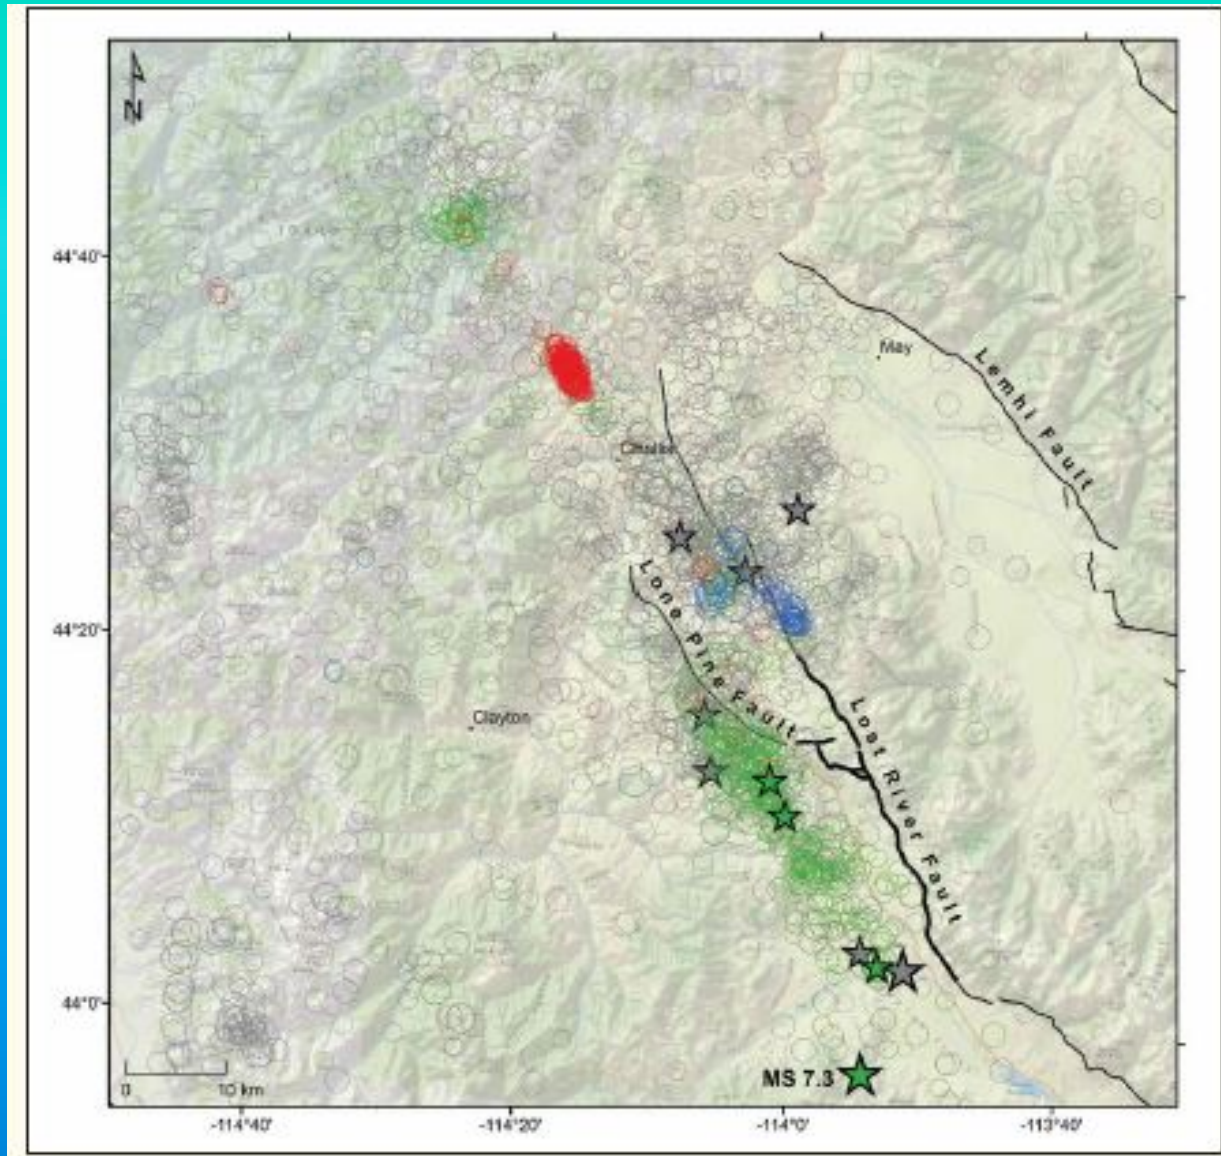 N
44°40'
May
Lemhi Fault
Challis
Lone Pine Fault
44°20'
Clayton
Lost River Fault
44°0'
MS 7.3
0 10 km
-114°40'
-114°20'
-114°0'
-113°40'